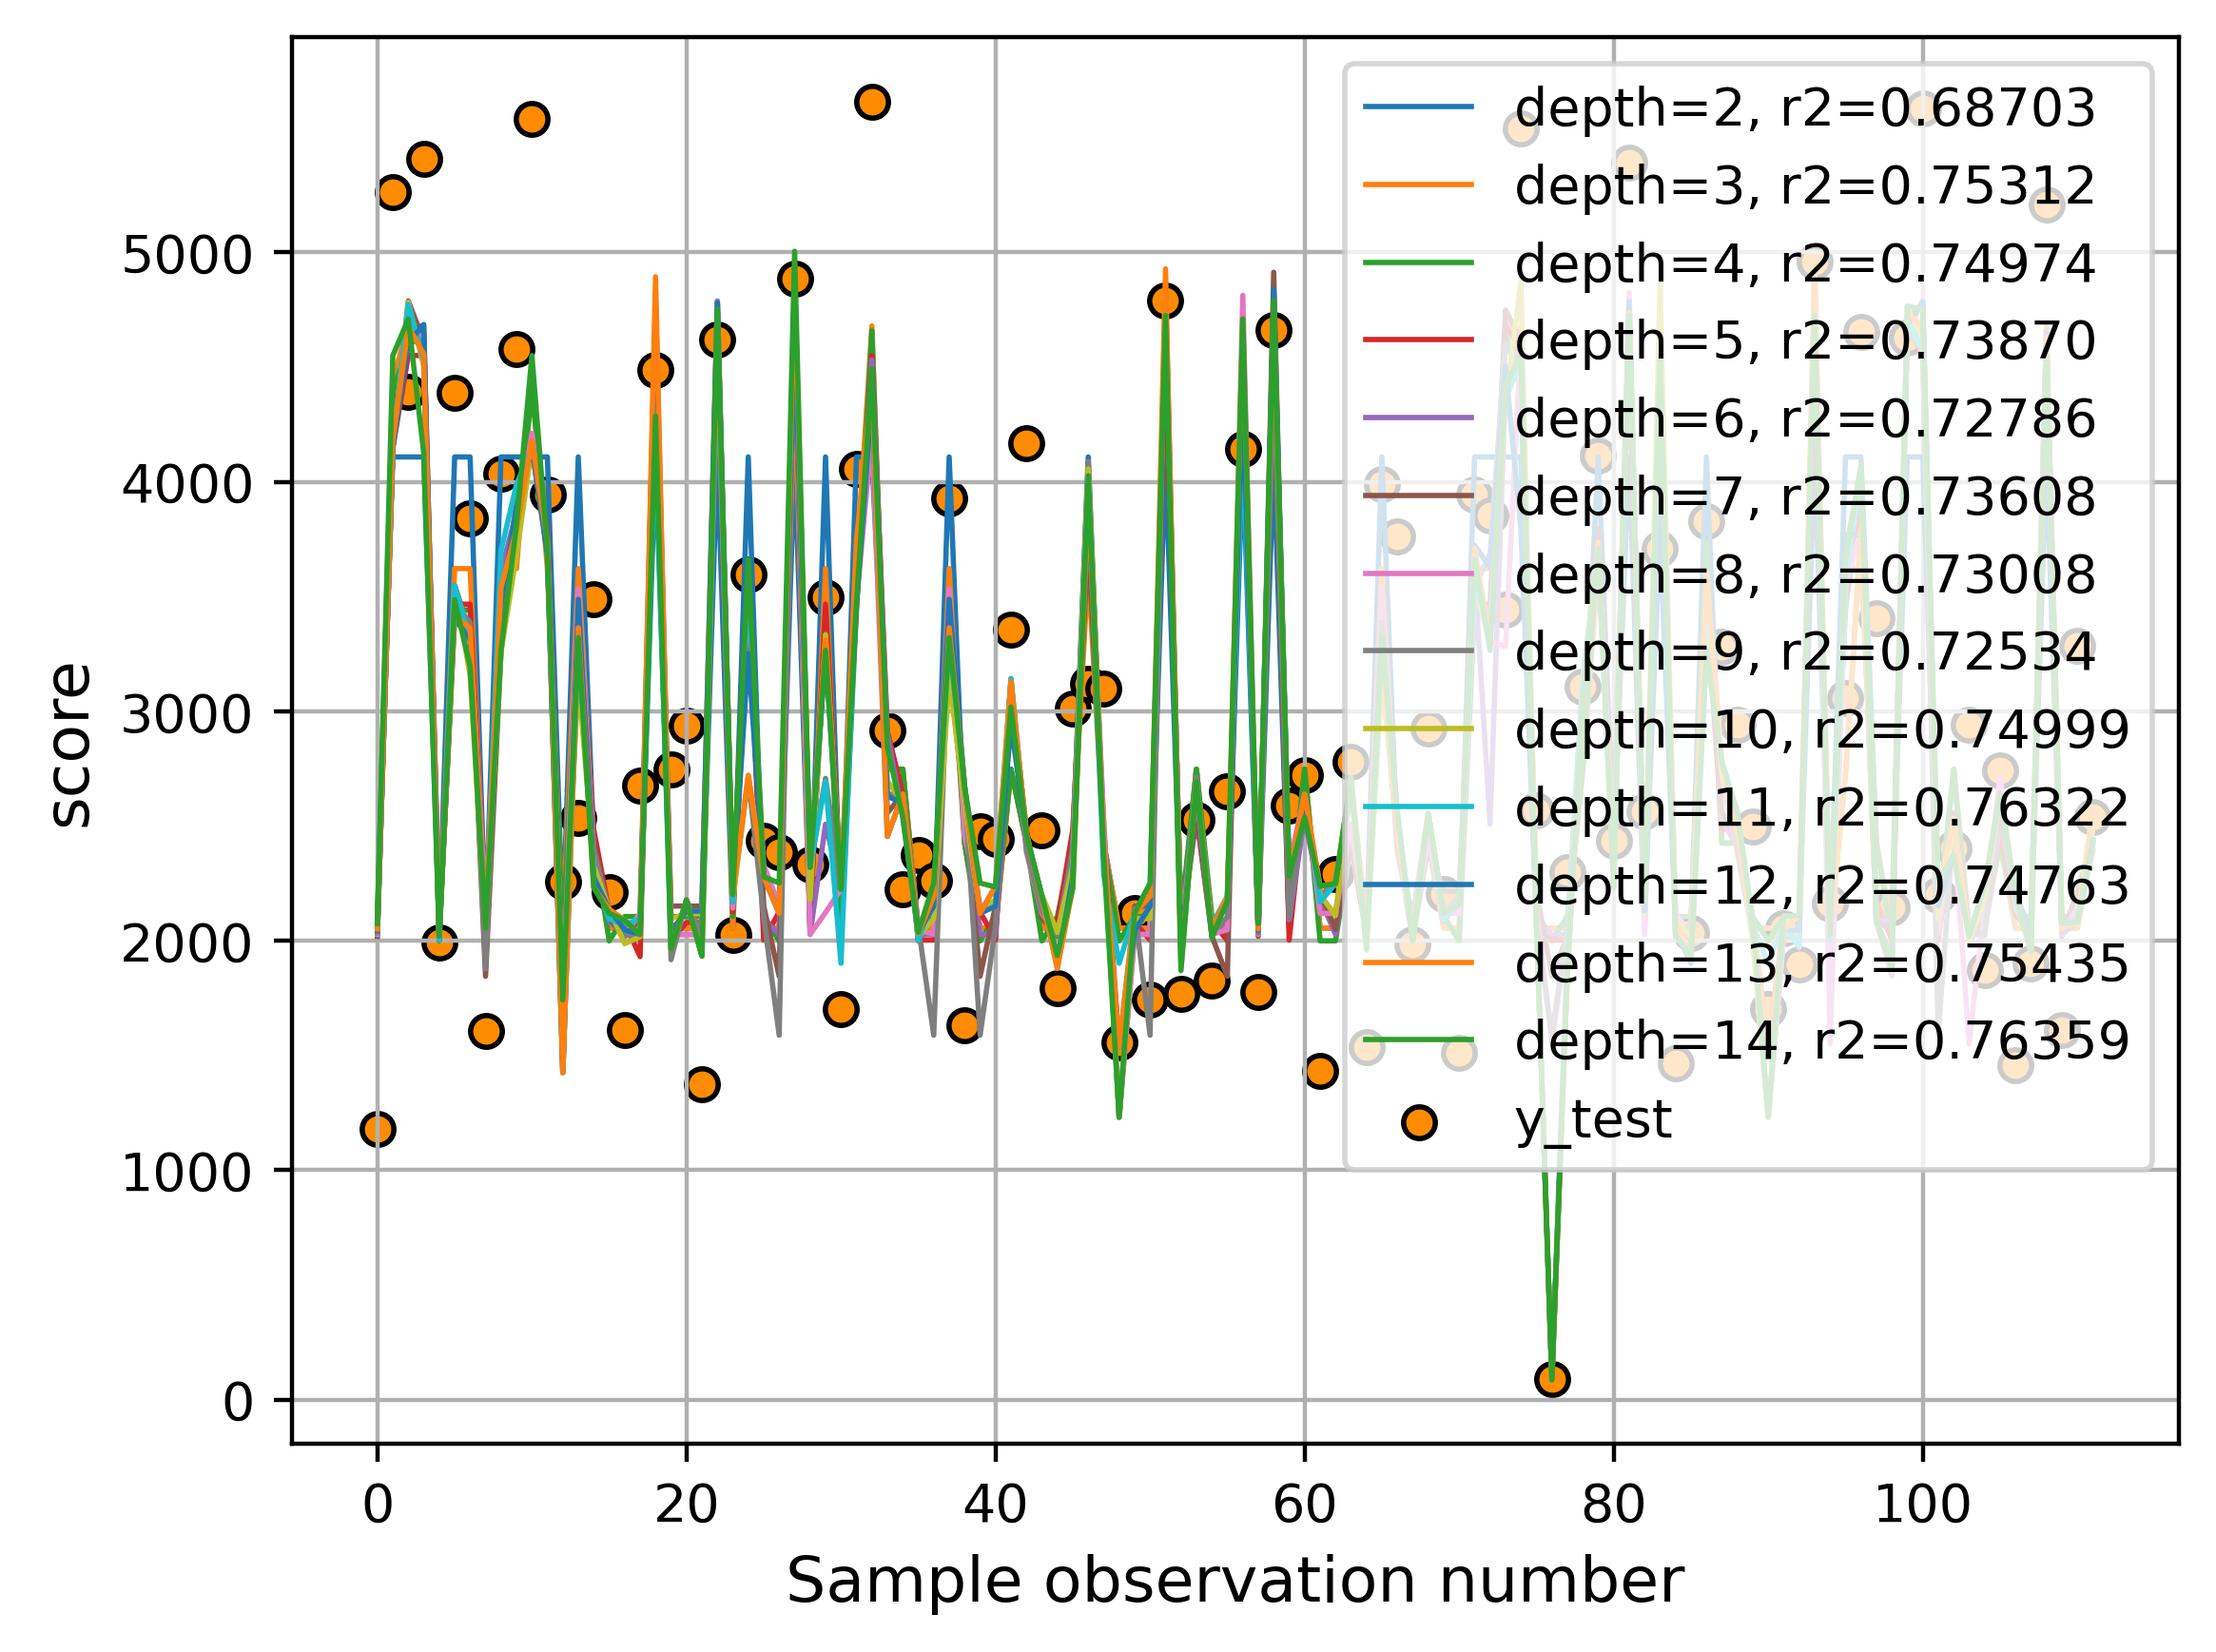 depth=2, r2=0.68703
depth=3, r2=0.75312
depth=4, r2=0.74974
depth=5, r2=0.73870
depth=6, r2=0.72786
depth=7, r2=0.73608
depth=8, r2=0.73008
depth=9, r2=0.72534
depth=10, r2=0.74999
depth=11, r2=0.76322
depth=12, r2=0.74763
depth=13, r2=0.75435
depth=14, r2=0.76359
y_test
5000
4000
3000
2000
1000
0
score
0 20 40 60 80 100
Sample observation number